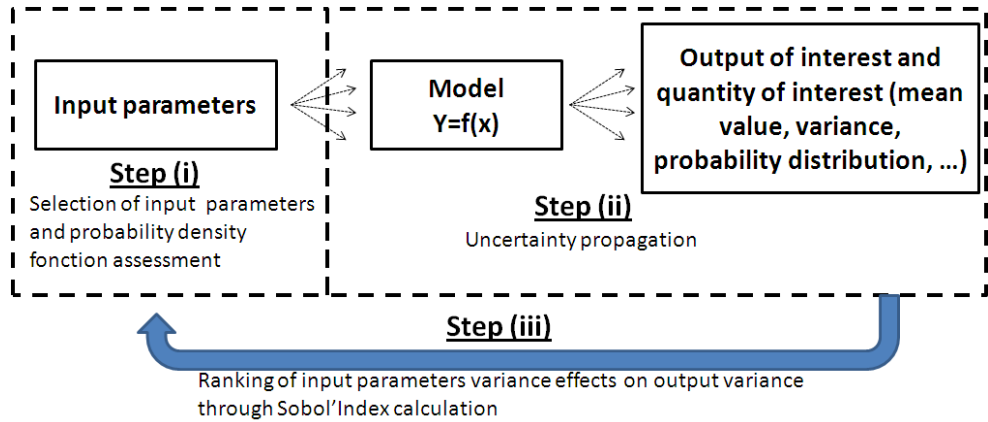 Input parameters
Step (i)
Selection of input parameters
and probability density
fonction assessment
Model
Y=f(x)
Output of interest and
quantity of interest (mean
value, variance,
probability distribution, …)
Step (ii)
Uncertainty propagation
Step (iii)
Ranking of input parameters variance effects on output variance
through Sobol'Index calculation